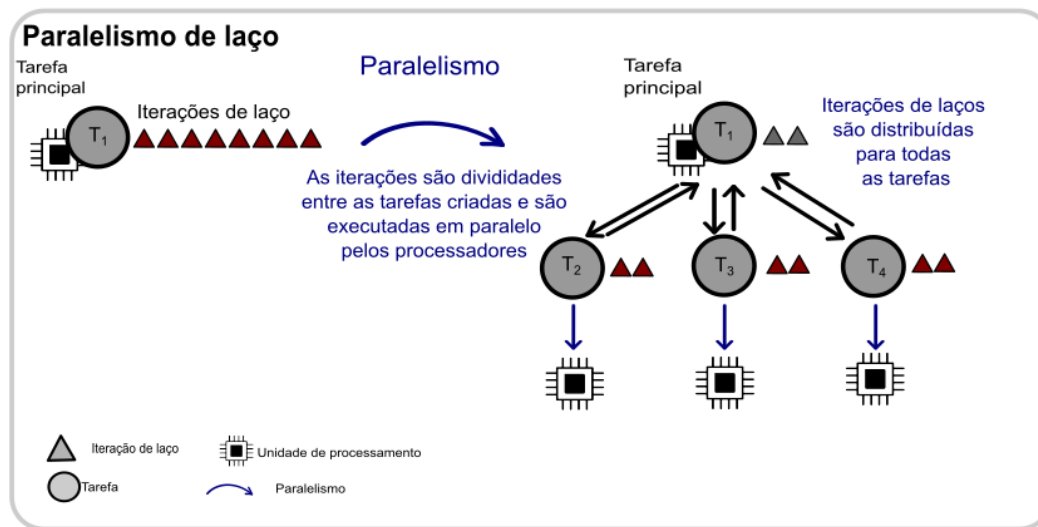 Paralelismo de laço
Tarefa
principal
T1
Iterações de laço
Paralelismo
As iterações são divididades
entre as tarefas criadas e são
executadas em paralelo
pelos processadores
Tarefa
principal
T1
Iterações de laços
são distribuídas
para todas
as tarefas
T2
T3
T4
Iteração de laço
Unidade de processamento
Tarefa
Paralelismo